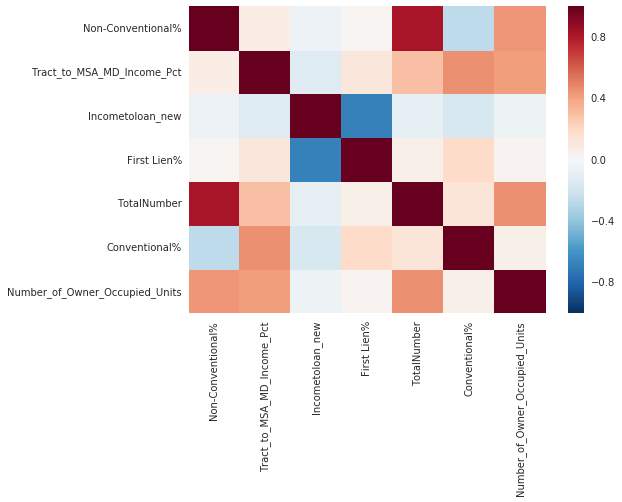 Non-Conventional%
Tract_to_MSA_MD_Income_Pct
Incometoloan_new
First Lien%
TotalNumber
Conventional%
Number_of_Owner_Occupied_Units
0.8
0.4
0.0
−0.4
−0.8
Non-Conventional%
Tract_to_MSA_MD_Income_Pct
Incometoloan_new
First Lien%
TotalNumber
Conventional%
Number_of_Owner_Occupied_Units